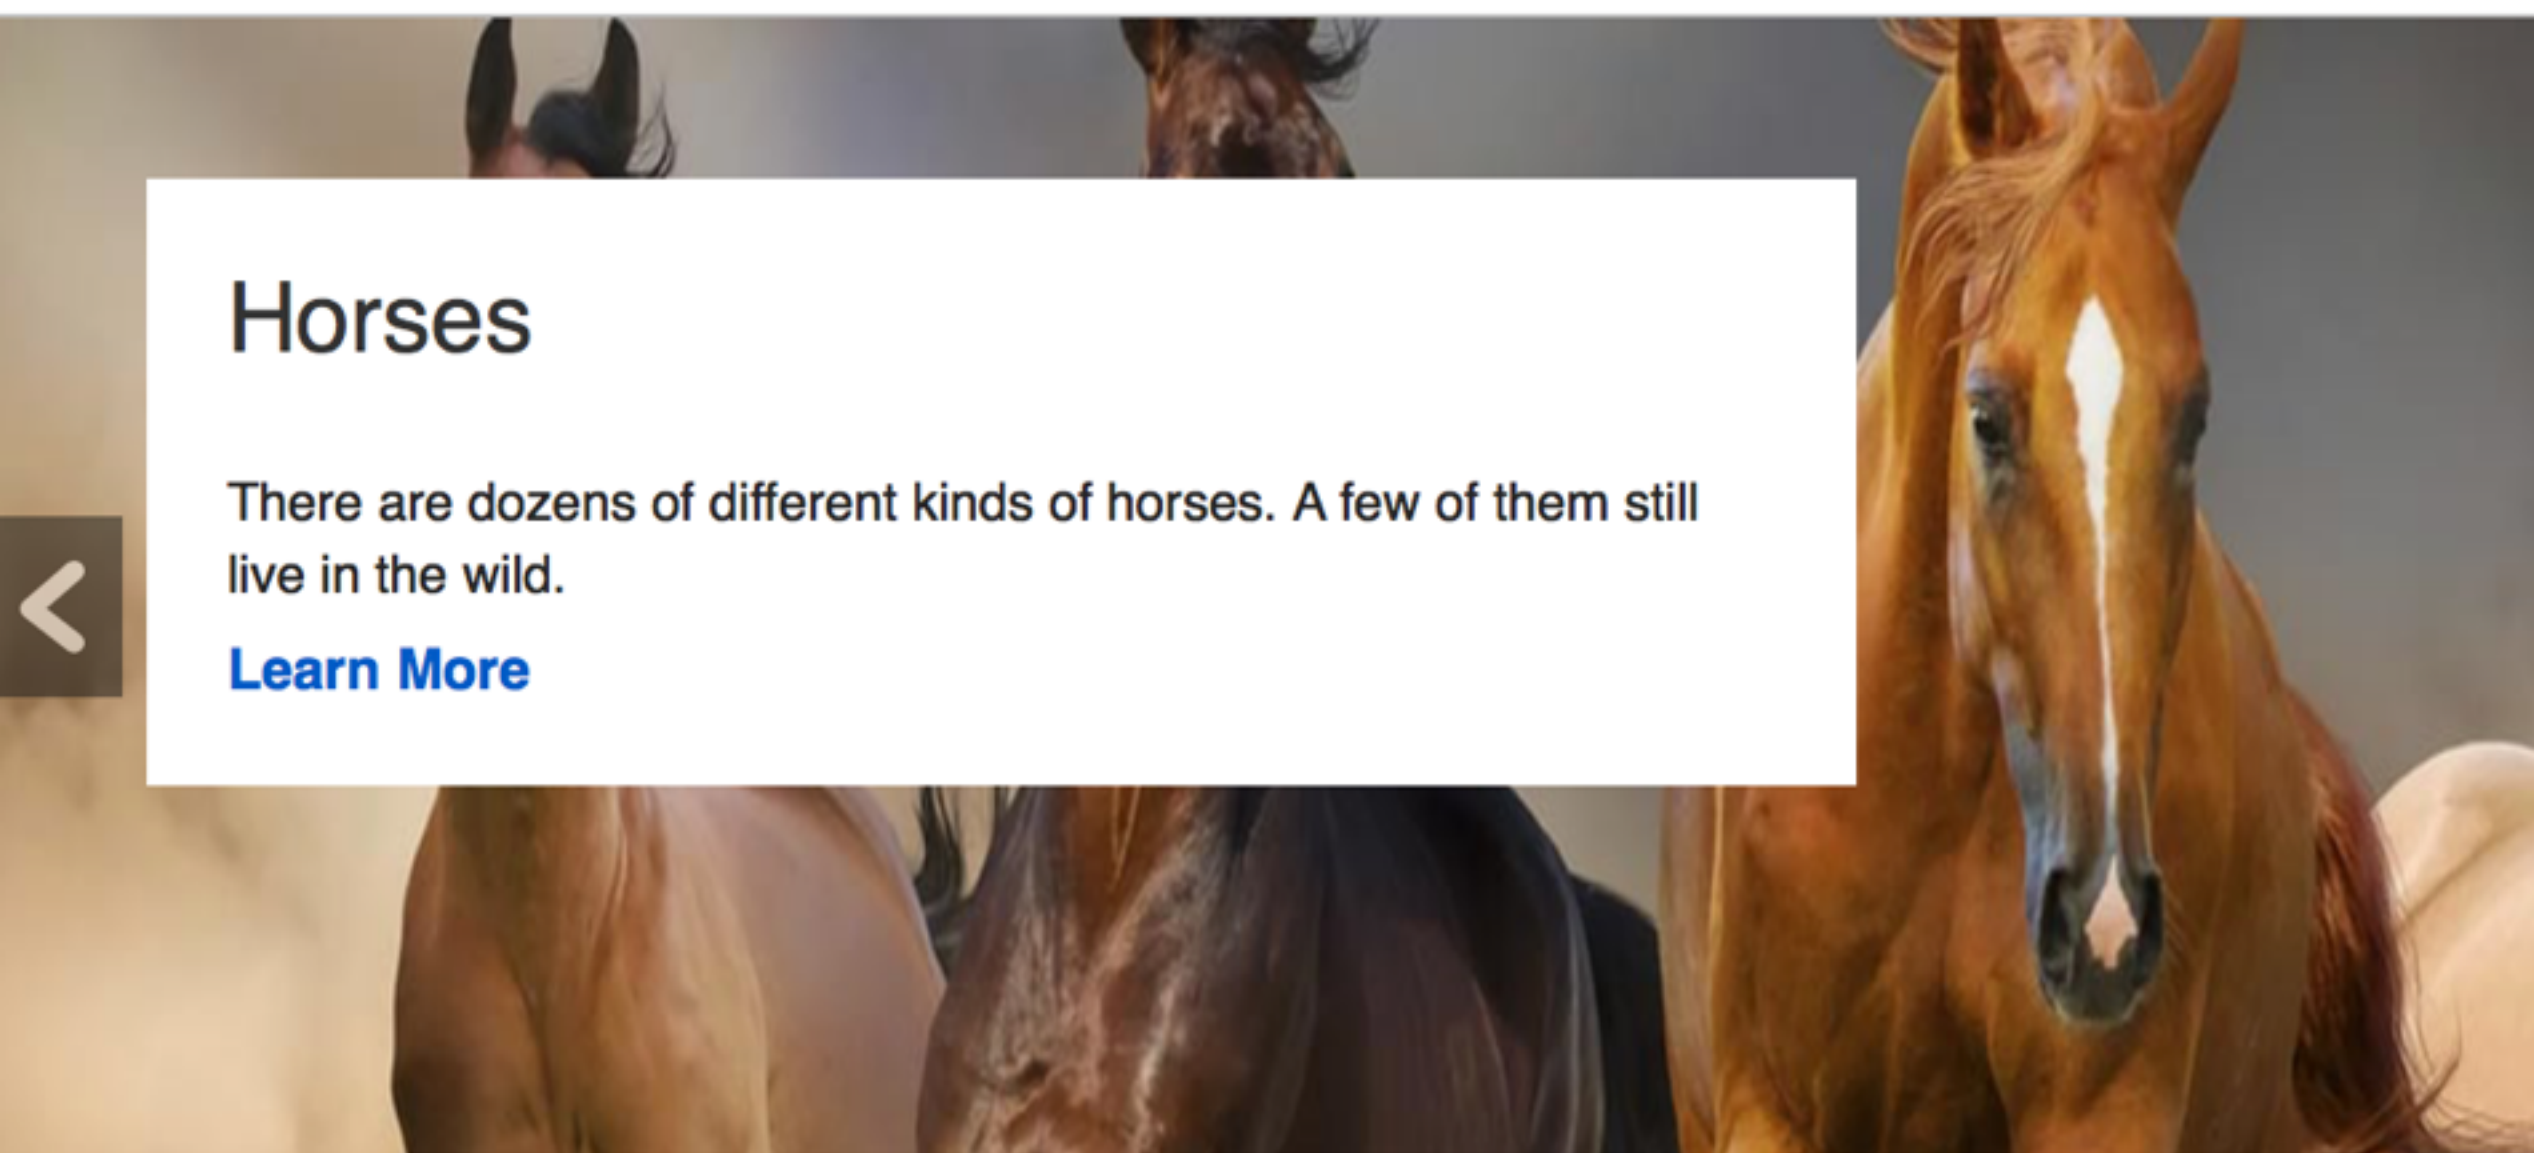 Horses
There are dozens of different kinds of horses. A few of them still
live in the wild.
Learn More